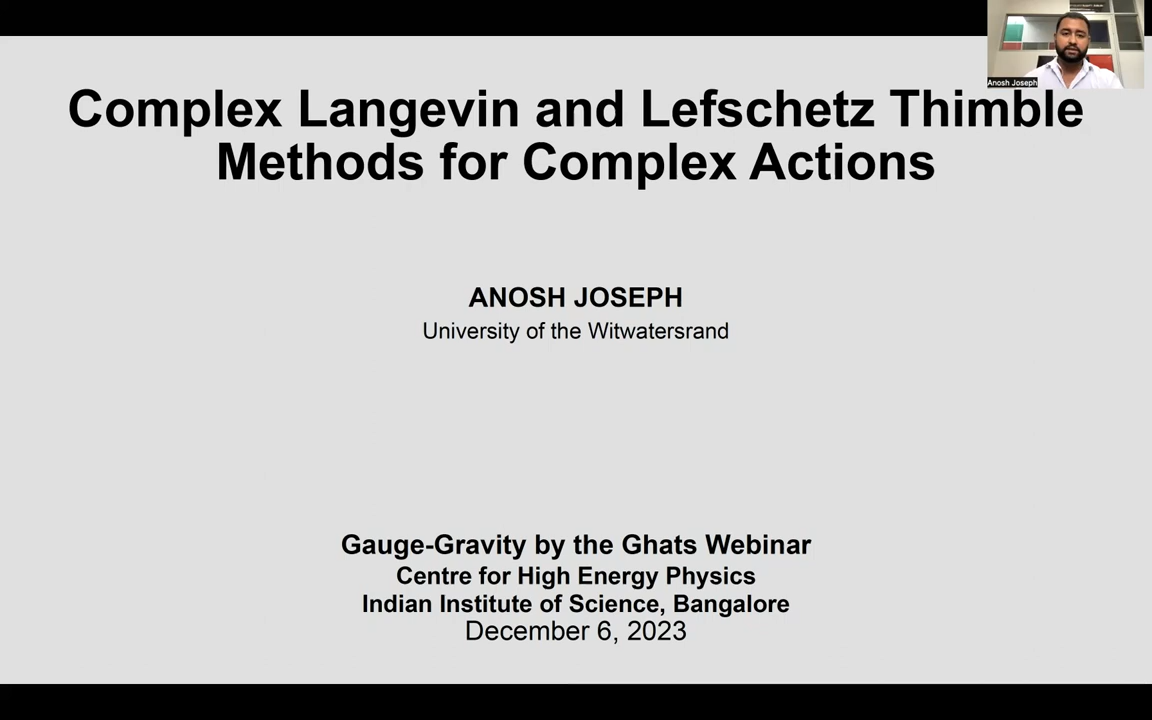 Anosh Joseph
Complex Langevin and Lefschetz Thimble
Methods for Complex Actions
ANOSH JOSEPH
University of the Witwatersrand
Gauge-Gravity by the Ghats Webinar
Centre for High Energy Physics
Indian Institute of Science, Bangalore
December 6, 2023